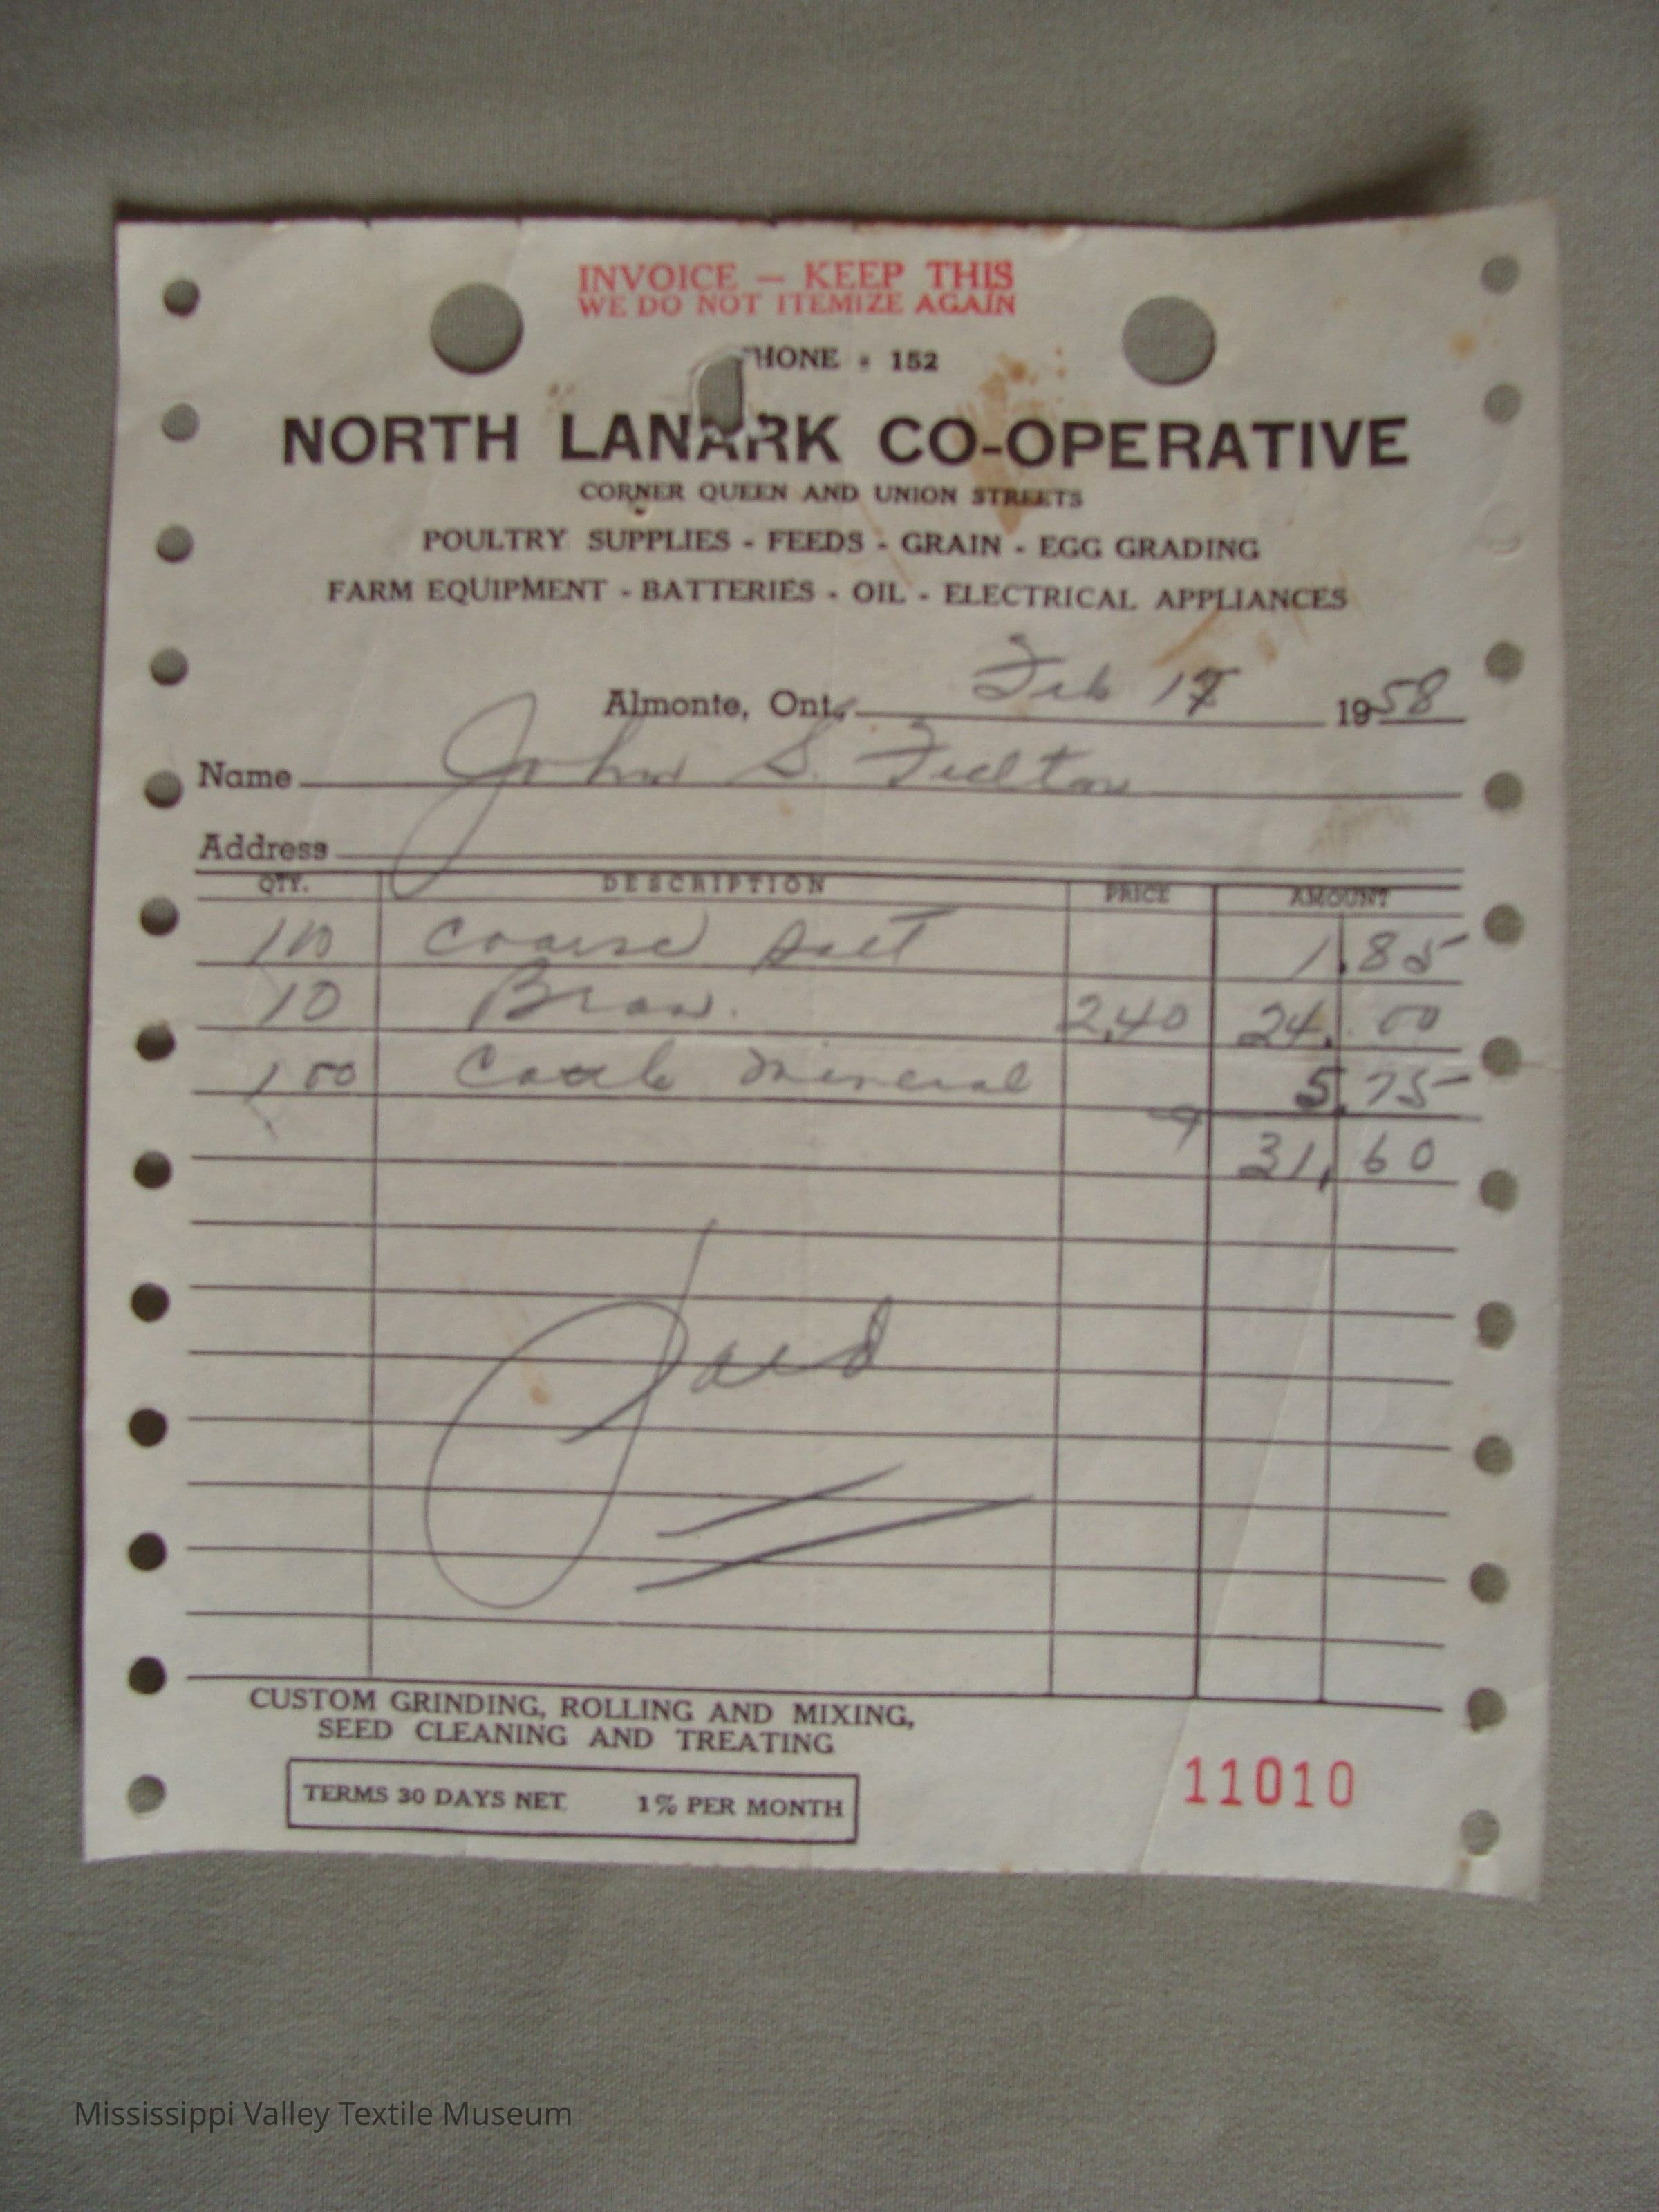 INVOICE — KEEP THIS
WE DO NOT ITEMIZE AGAIN
PHONE - 152
NORTH LANARK CO-OPERATIVE
CORNER QUEEN AND UNION STREETS
POULTRY SUPPLIES - FEEDS - GRAIN - EGG GRADING
FARM EQUIPMENT - BATTERIES - OIL - ELECTRICAL APPLIANCES
Almonte, Ont., Feb 17 1958
Name John S. Fulton
Address
QTY. DESCRIPTION PRICE AMOUNT
100 Coarse Salt 1.85
10 Bran. 2.40 24.00
100 Cattle Mineral 5.75
31.60
Paid
CUSTOM GRINDING, ROLLING AND MIXING,
SEED CLEANING AND TREATING
TERMS 30 DAYS NET 1% PER MONTH
11010
Mississippi Valley Textile Museum